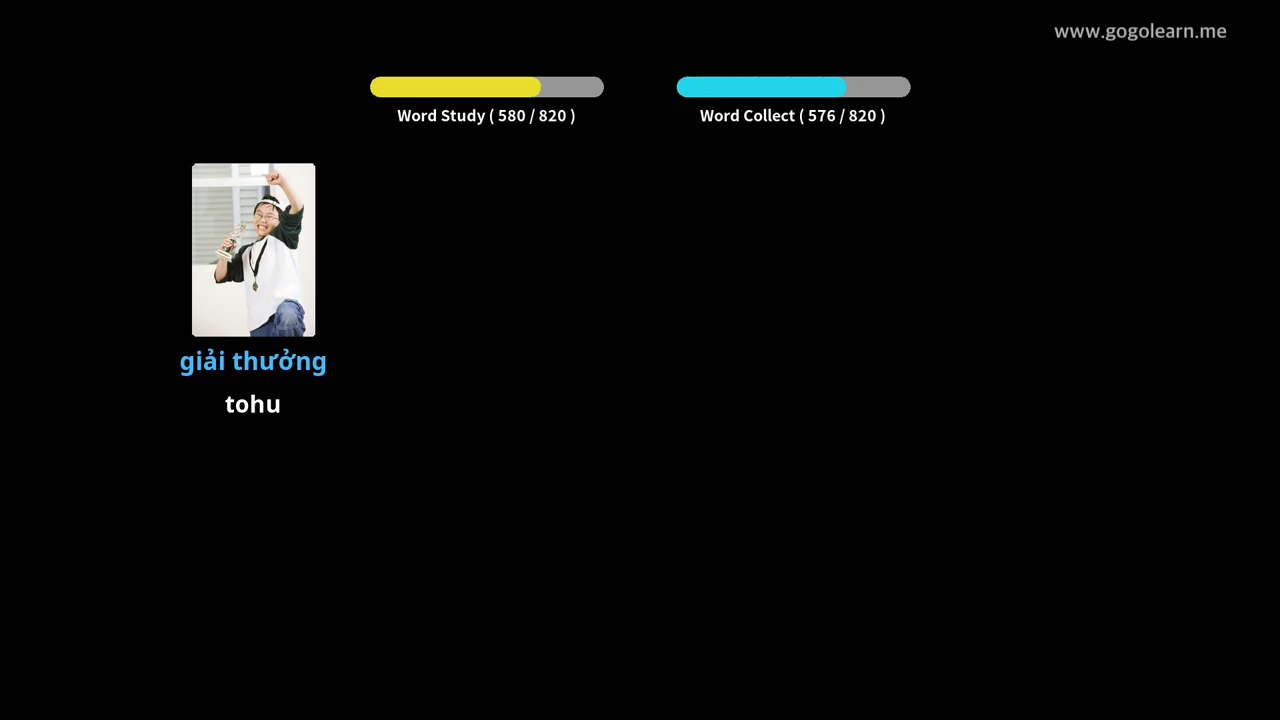 www.gogolearn.me
Word Study ( 580 / 820 )
Word Collect ( 576 / 820 )
giải thưởng
tohu